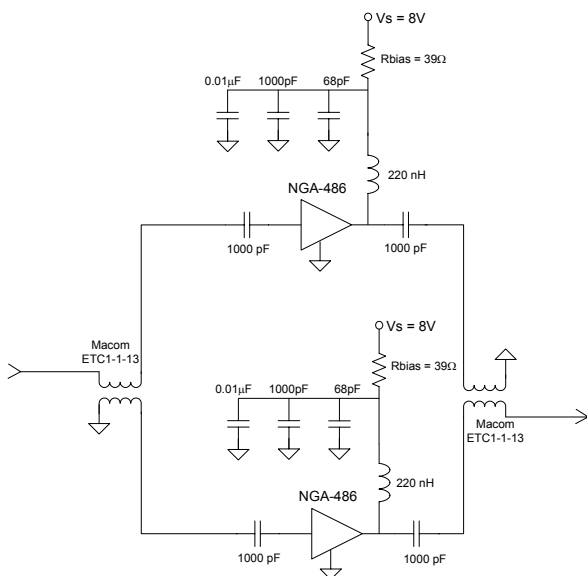 Vs = 8V
Rbias = 39Ω
0.01μF 1000pF 68pF
220 nH
NGA-486
1000 pF 1000 pF
Macom
ETC1-1-13
Vs = 8V
Rbias = 39Ω
0.01μF 1000pF 68pF
Macom
ETC1-1-13
220 nH
NGA-486
1000 pF 1000 pF